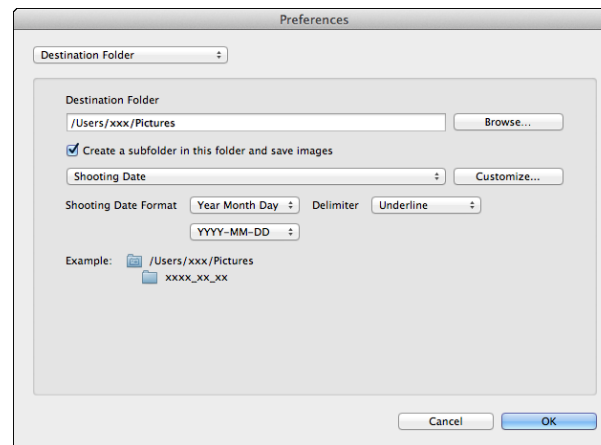 Preferences
Destination Folder
Destination Folder
/Users/xxx/Pictures
Browse...
Create a subfolder in this folder and save images
Shooting Date
Customize...
Shooting Date Format Year Month Day Delimiter Underline
YYYY-MM-DD
Example: /Users/xxx/Pictures
xxxx_xx_xx
Cancel OK